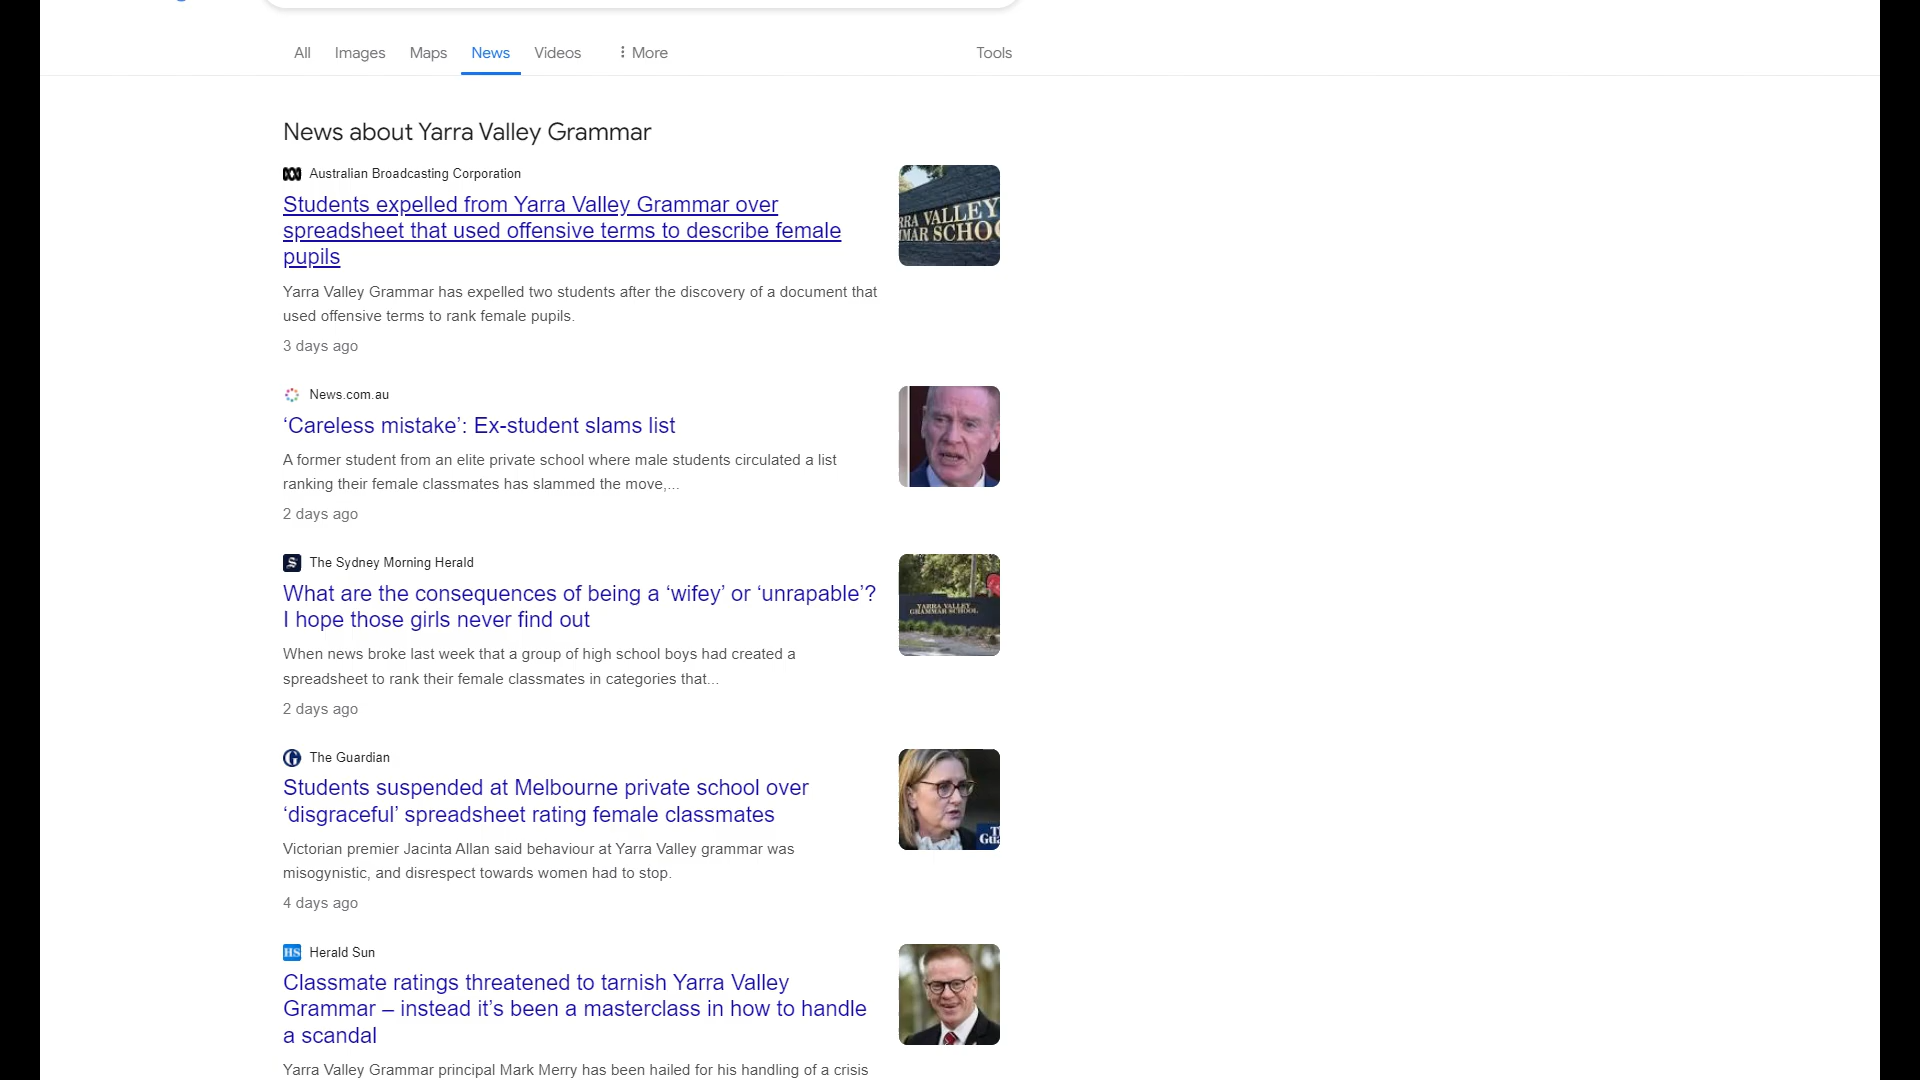 All
Images
Maps
News
Videos
More
Tools
News about Yarra Valley Grammar
Australian Broadcasting Corporation
Students expelled from Yarra Valley Grammar over
spreadsheet that used offensive terms to describe female
pupils
Yarra Valley Grammar has expelled two students after the discovery of a document that
used offensive terms to rank female pupils.
3 days ago
RRA VALLEY
MAR SCHOO
News.com.au
‘Careless mistake’: Ex-student slams list
A former student from an elite private school where male students circulated a list
ranking their female classmates has slammed the move,...
2 days ago
The Sydney Morning Herald
What are the consequences of being a ‘wifey’ or ‘unrapable’?
I hope those girls never find out
When news broke last week that a group of high school boys had created a
spreadsheet to rank their female classmates in categories that...
2 days ago
YARRA VALLEY
GRAMMAR SCHOOL
The Guardian
Students suspended at Melbourne private school over
‘disgraceful’ spreadsheet rating female classmates
Victorian premier Jacinta Allan said behaviour at Yarra Valley grammar was
misogynistic, and disrespect towards women had to stop.
4 days ago
T
Gua
HS Herald Sun
Classmate ratings threatened to tarnish Yarra Valley
Grammar – instead it’s been a masterclass in how to handle
a scandal
Yarra Valley Grammar principal Mark Merry has been hailed for his handling of a crisis